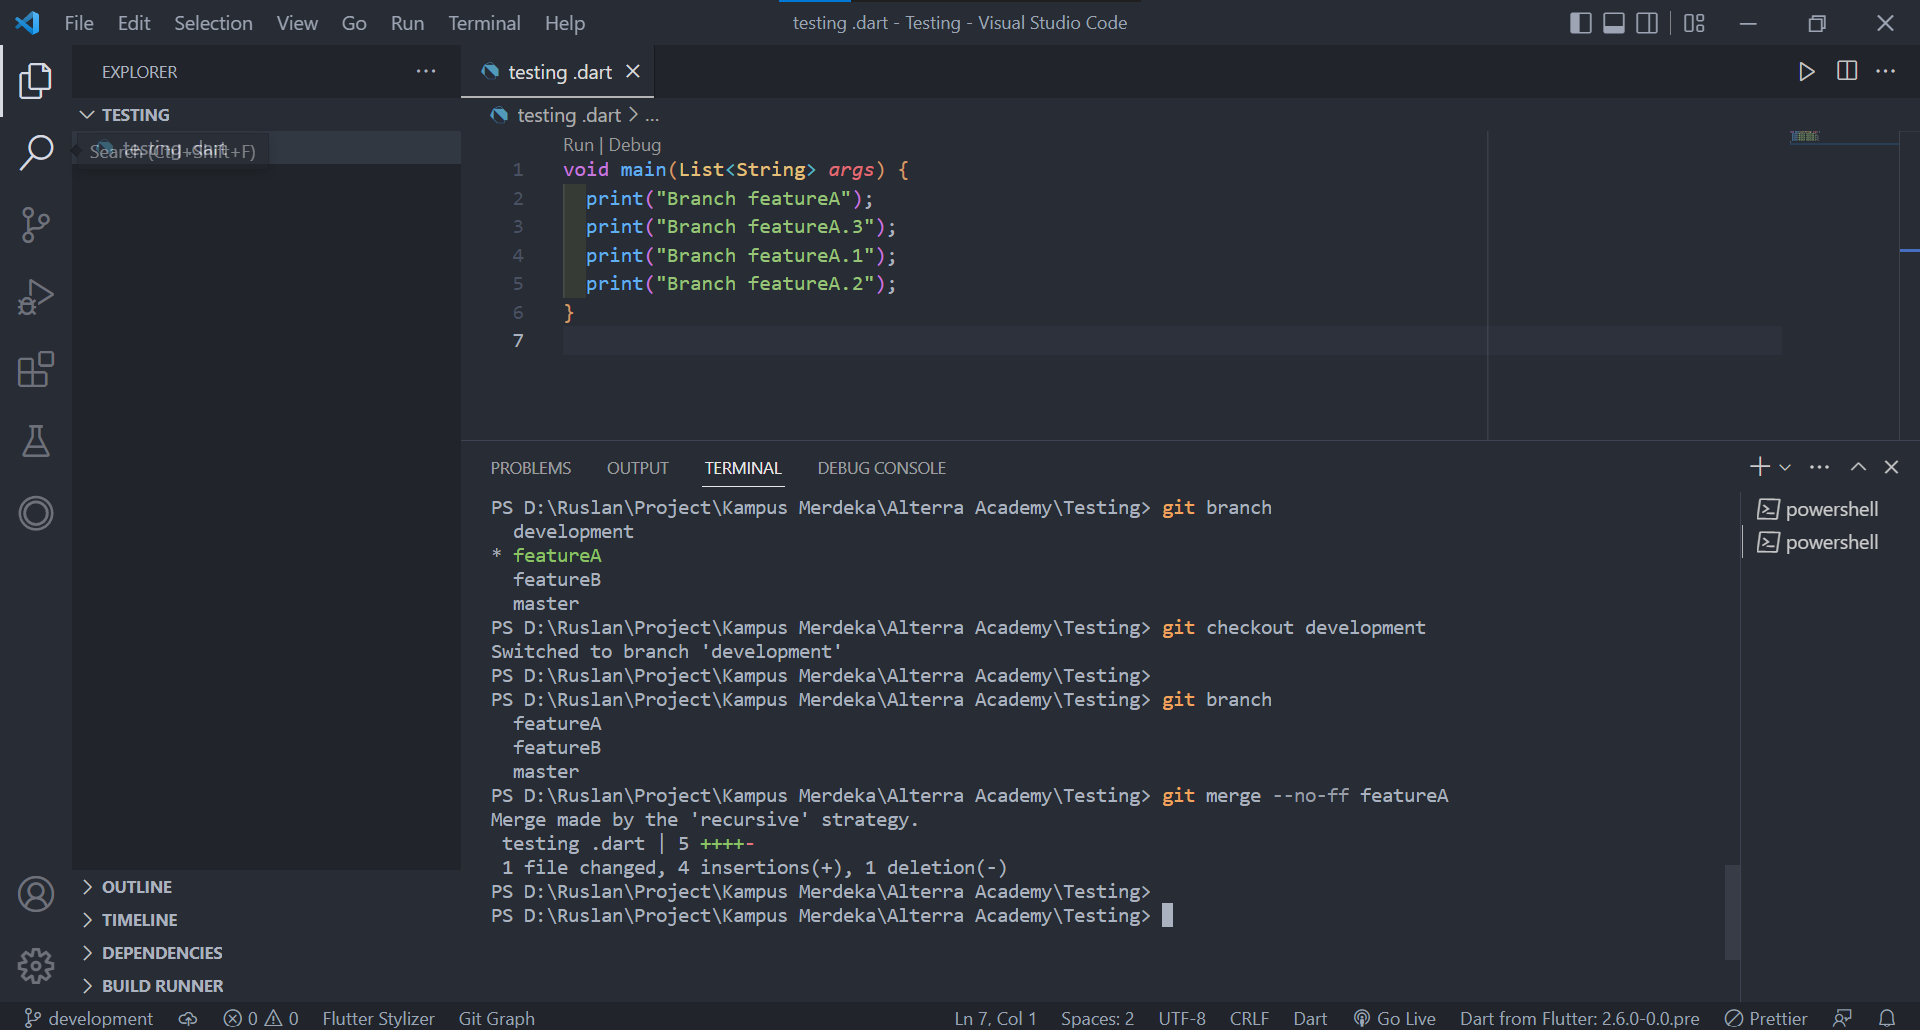 File Edit Selection View Go Run Terminal Help
testing .dart - Testing - Visual Studio Code
EXPLORER
TESTING
testing .dart
Search (Ctrl+Shift+F)
OUTLINE
TIMELINE
DEPENDENCIES
BUILD RUNNER
testing .dart
testing .dart > ...
Run | Debug
1 void main(List<String> args) {
2 print("Branch featureA");
3 print("Branch featureA.3");
4 print("Branch featureA.1");
5 print("Branch featureA.2");
6 }
7
PROBLEMS OUTPUT TERMINAL DEBUG CONSOLE
PS D:\Ruslan\Project\Kampus Merdeka\Alterra Academy\Testing> git branch
development
* featureA
featureB
master
PS D:\Ruslan\Project\Kampus Merdeka\Alterra Academy\Testing> git checkout development
Switched to branch 'development'
PS D:\Ruslan\Project\Kampus Merdeka\Alterra Academy\Testing>
PS D:\Ruslan\Project\Kampus Merdeka\Alterra Academy\Testing> git branch
featureA
featureB
master
PS D:\Ruslan\Project\Kampus Merdeka\Alterra Academy\Testing> git merge --no-ff featureA
Merge made by the 'recursive' strategy.
testing .dart | 5 ++++-
1 file changed, 4 insertions(+), 1 deletion(-)
PS D:\Ruslan\Project\Kampus Merdeka\Alterra Academy\Testing>
PS D:\Ruslan\Project\Kampus Merdeka\Alterra Academy\Testing>
powershell
powershell
development 0 0 Flutter Stylizer Git Graph Ln 7, Col 1 Spaces: 2 UTF-8 CRLF Dart Go Live Dart from Flutter: 2.6.0-0.0.pre Prettier